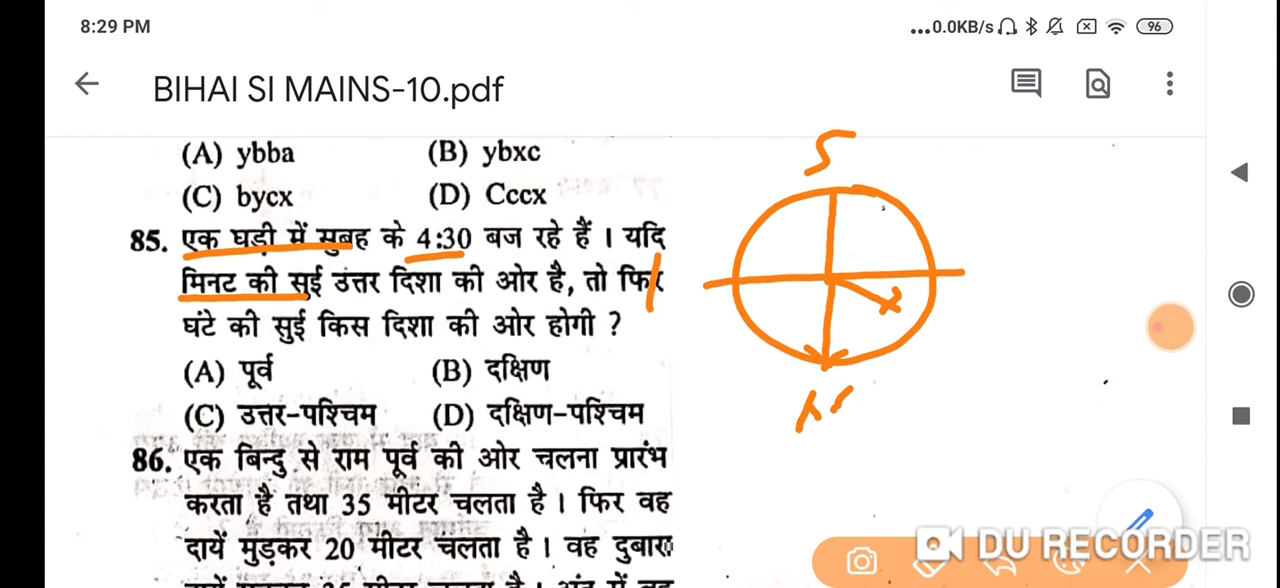 8:29 PM
...0.0KB/s
96
BIHAI SI MAINS-10.pdf
(A) ybba (B) ybxc
(C) bycx (D) Cccx
85. एक घड़ी में सुबह के 4:30 बज रहे हैं । यदि
मिनट की सुई उत्तर दिशा की ओर है, तो फिर
घंटे की सुई किस दिशा की ओर होगी ?
(A) पूर्व (B) दक्षिण
(C) उत्तर-पश्चिम (D) दक्षिण-पश्चिम
86. एक बिन्दु से राम पूर्व की ओर चलना प्रारंभ
करता है तथा 35 मीटर चलता है । फिर वह
दायें मुड़कर 20 मीटर चलता है । वह दुबारा
S
N
DU RECORDER